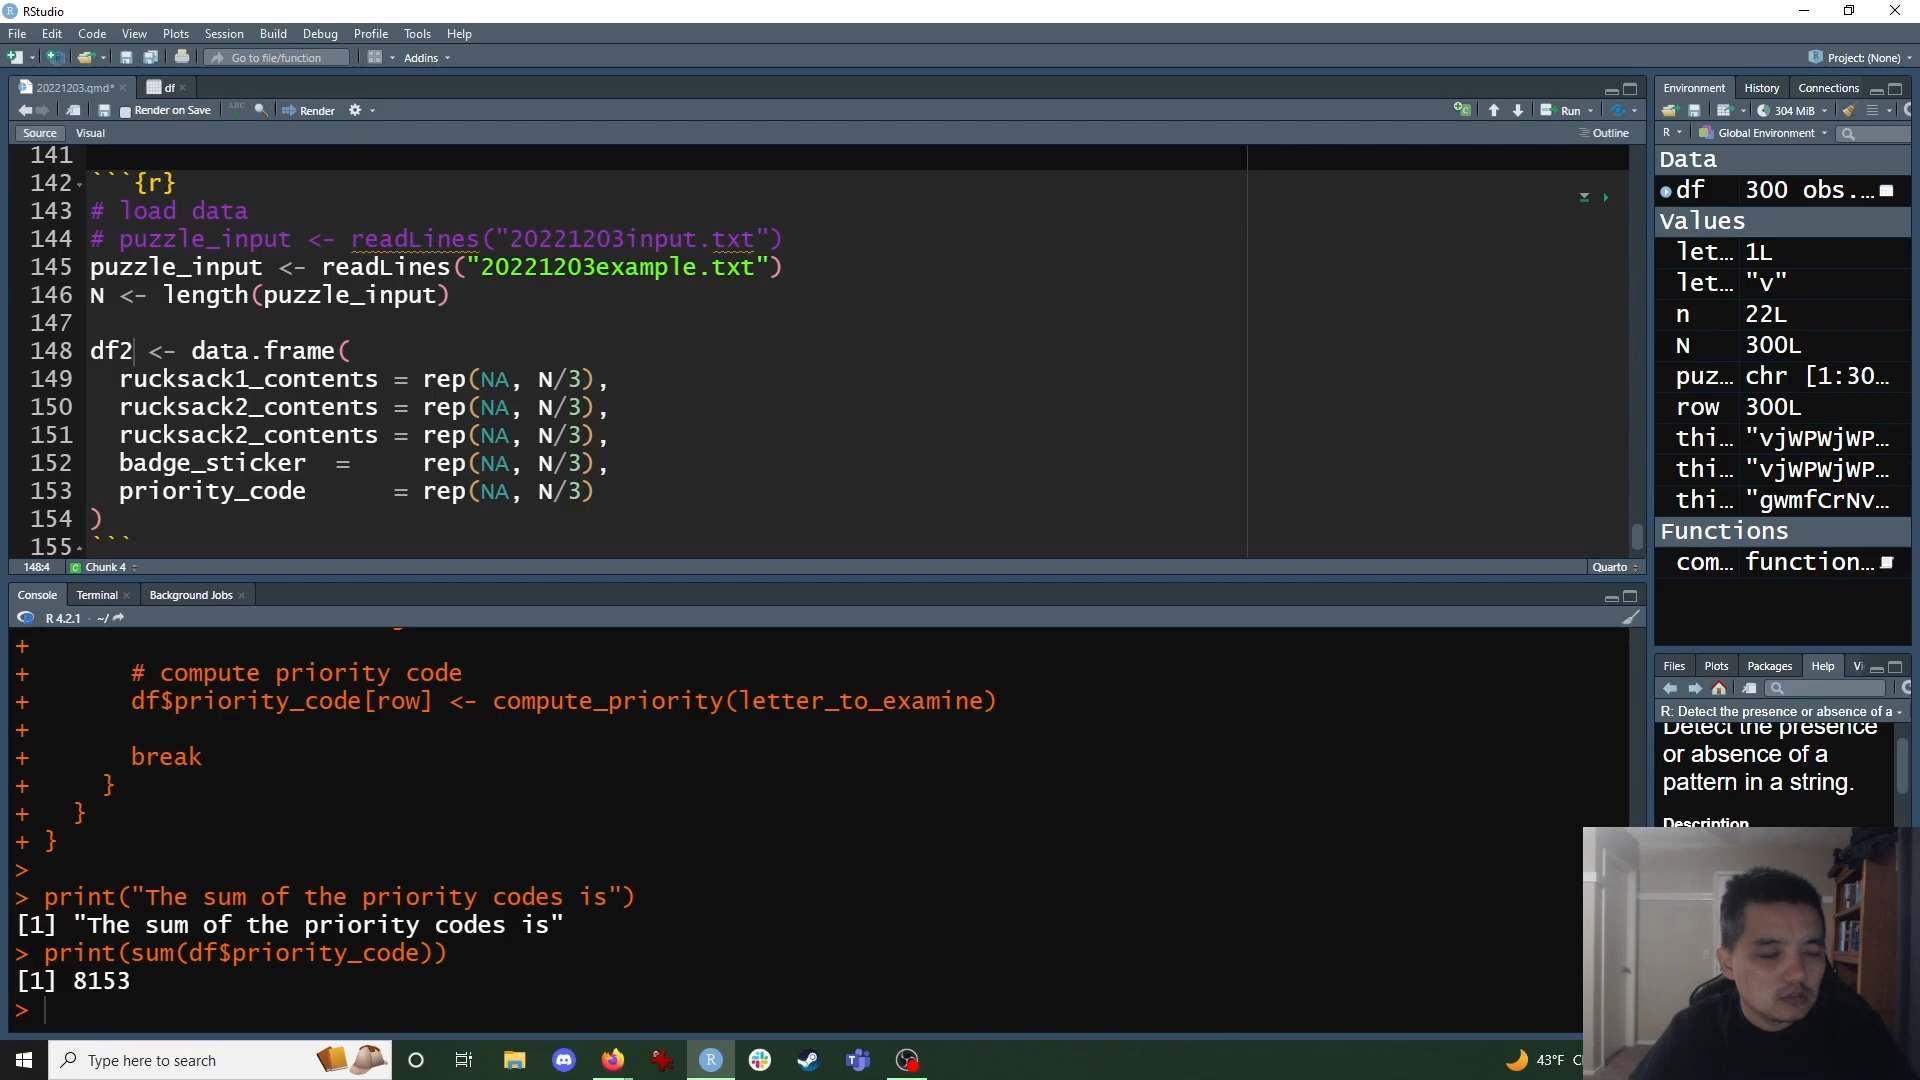 RStudio
File Edit Code View Plots Session Build Debug Profile Tools Help
Go to file/function Addins Project: (None)
20221203.qmd* df
Render on Save ABC Render Run
Source Visual Outline
141
142 ```{r}
143 # load data
144 # puzzle_input <- readLines("20221203input.txt")
145 puzzle_input <- readLines("20221203example.txt")
146 N <- length(puzzle_input)
147
148 df2 <- data.frame(
149 rucksack1_contents = rep(NA, N/3),
150 rucksack2_contents = rep(NA, N/3),
151 rucksack2_contents = rep(NA, N/3),
152 badge_sticker = rep(NA, N/3),
153 priority_code = rep(NA, N/3)
154 )
155 ```
148:4 Chunk 4 Quarto
Console Terminal Background Jobs
R 4.2.1 · ~/
+
+ # compute priority code
+ df$priority_code[row] <- compute_priority(letter_to_examine)
+
+ break
+ }
+ }
+ }
>
> print("The sum of the priority codes is")
[1] "The sum of the priority codes is"
> print(sum(df$priority_code))
[1] 8153
>
Environment History Connections
304 MiB
R Global Environment
Data
df 300 obs....
Values
let... 1L
let... "v"
n 22L
N 300L
puz... chr [1:30...
row 300L
thi... "vjWPWjWP...
thi... "vjWPWjWP...
thi... "gwmfCrNv...
Functions
com... function...
Files Plots Packages Help Vi
R: Detect the presence or absence of a
Detect the presence
or absence of a
pattern in a string.
Description
Type here to search
43°F